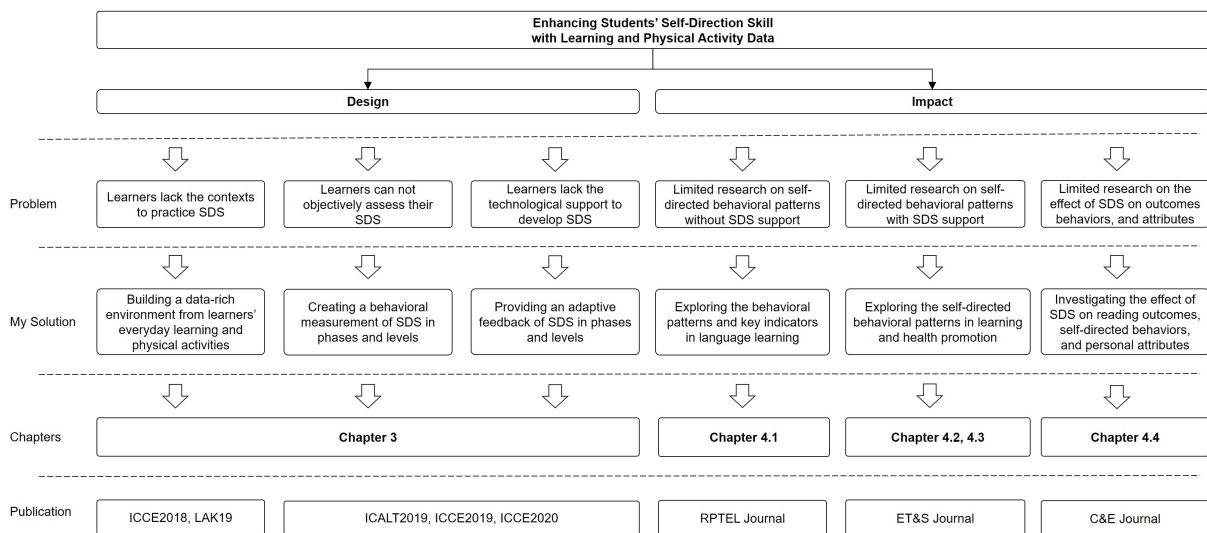 Enhancing Students' Self-Direction Skill
with Learning and Physical Activity Data
Design
Impact
Problem
Learners lack the contexts
to practice SDS
Learners can not
objectively assess their
SDS
Learners lack the
technological support to
develop SDS
Limited research on self-
directed behavioral patterns
without SDS support
Limited research on self-
directed behavioral patterns
with SDS support
Limited research on the
effect of SDS on outcomes
behaviors, and attributes
My Solution
Building a data-rich
environment from learners'
everyday learning and
physical activities
Creating a behavioral
measurement of SDS in
phases and levels
Providing an adaptive
feedback of SDS in phases
and levels
Exploring the behavioral
patterns and key indicators
in language learning
Exploring the self-directed
behavioral patterns in learning
and health promotion
Investigating the effect of
SDS on reading outcomes,
self-directed behaviors,
and personal attributes
Chapters
Chapter 3
Chapter 4.1
Chapter 4.2, 4.3
Chapter 4.4
Publication
ICCE2018, LAK19
ICALT2019, ICCE2019, ICCE2020
RPTEL Journal
ET&S Journal
C&E Journal